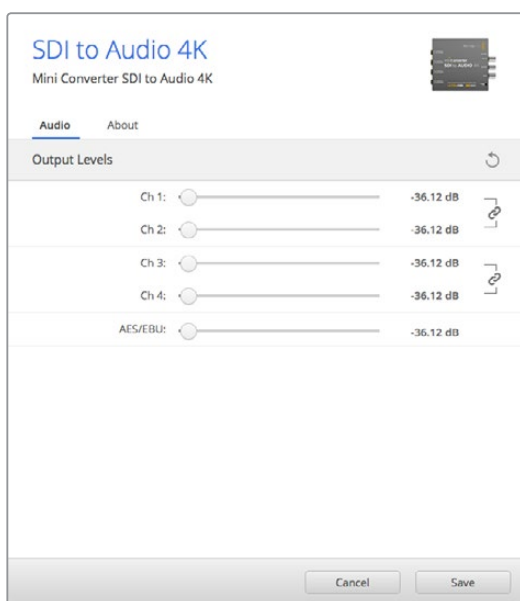 SDI to Audio 4K
Mini Converter SDI to Audio 4K
Audio About
Output Levels
Ch 1: -36.12 dB
Ch 2: -36.12 dB
Ch 3: -36.12 dB
Ch 4: -36.12 dB
AES/EBU: -36.12 dB
Cancel Save